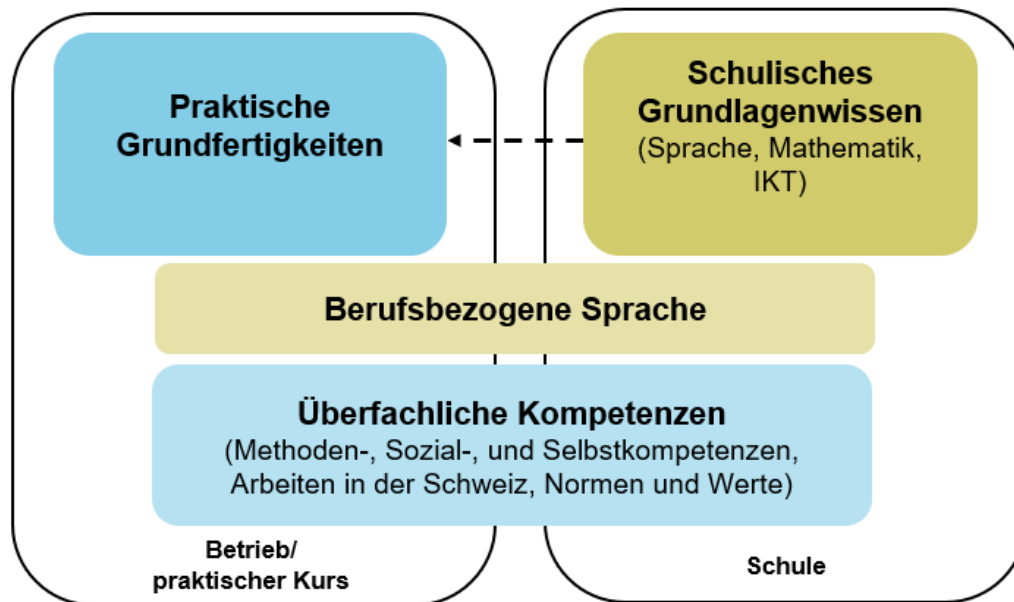 Praktische
Grundfertigkeiten
Schulisches
Grundlagenwissen
(Sprache, Mathematik,
IKT)
Berufsbezogene Sprache
Überfachliche Kompetenzen
(Methoden-, Sozial-, und Selbstkompetenzen,
Arbeiten in der Schweiz, Normen und Werte)
Betrieb/
praktischer Kurs
Schule